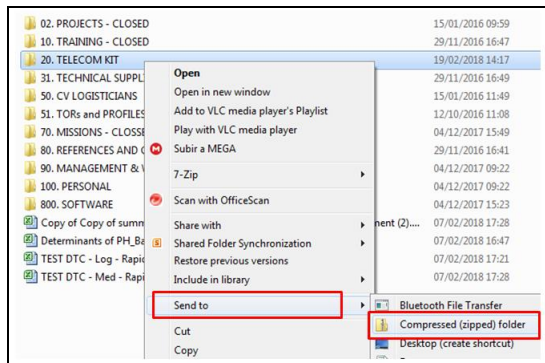 02. PROJECTS - CLOSED 15/01/2016 09:59
10. TRAINING - CLOSED 29/11/2016 16:47
20. TELECOM KIT 19/02/2018 14:17
31. TECHNICAL SUPPL 29/11/2016 16:49
50. CV LOGISTICIANS 15/01/2016 11:49
51. TORs and PROFILES 12/10/2016 11:08
70. MISSIONS - CLOSSE 04/12/2017 15:49
80. REFERENCES AND 29/11/2016 16:41
90. MANAGEMENT & 04/12/2017 09:22
100. PERSONAL 04/12/2017 09:22
800. SOFTWARE 04/12/2017 15:23
Copy of Copy of summ ment (2).... 07/02/2018 17:28
Determinants of PH_Ba 07/02/2018 16:47
TEST DTC - Log - Rapi 07/02/2018 17:21
TEST DTC - Med - Rapi 07/02/2018 17:28
Open
Open in new window
Add to VLC media player's Playlist
Play with VLC media player
Subir a MEGA
7-Zip
Scan with OfficeScan
Share with
Shared Folder Synchronization
Restore previous versions
Include in library
Send to
Cut
Copy
Bluetooth File Transfer
Compressed (zipped) folder
Desktop (create shortcut)